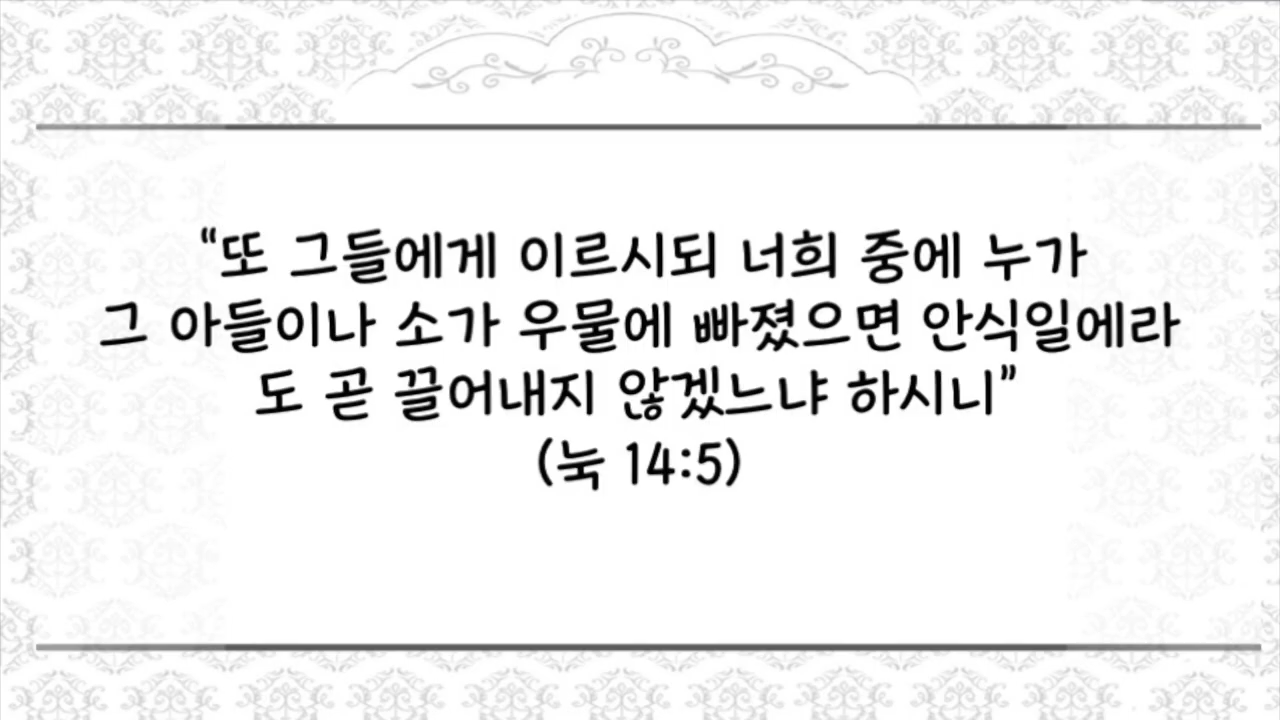 “또 그들에게 이르시되 너희 중에 누가
그 아들이나 소가 우물에 빠졌으면 안식일에라
도 곧 끌어내지 않겠느냐 하시니”
(눅 14:5)